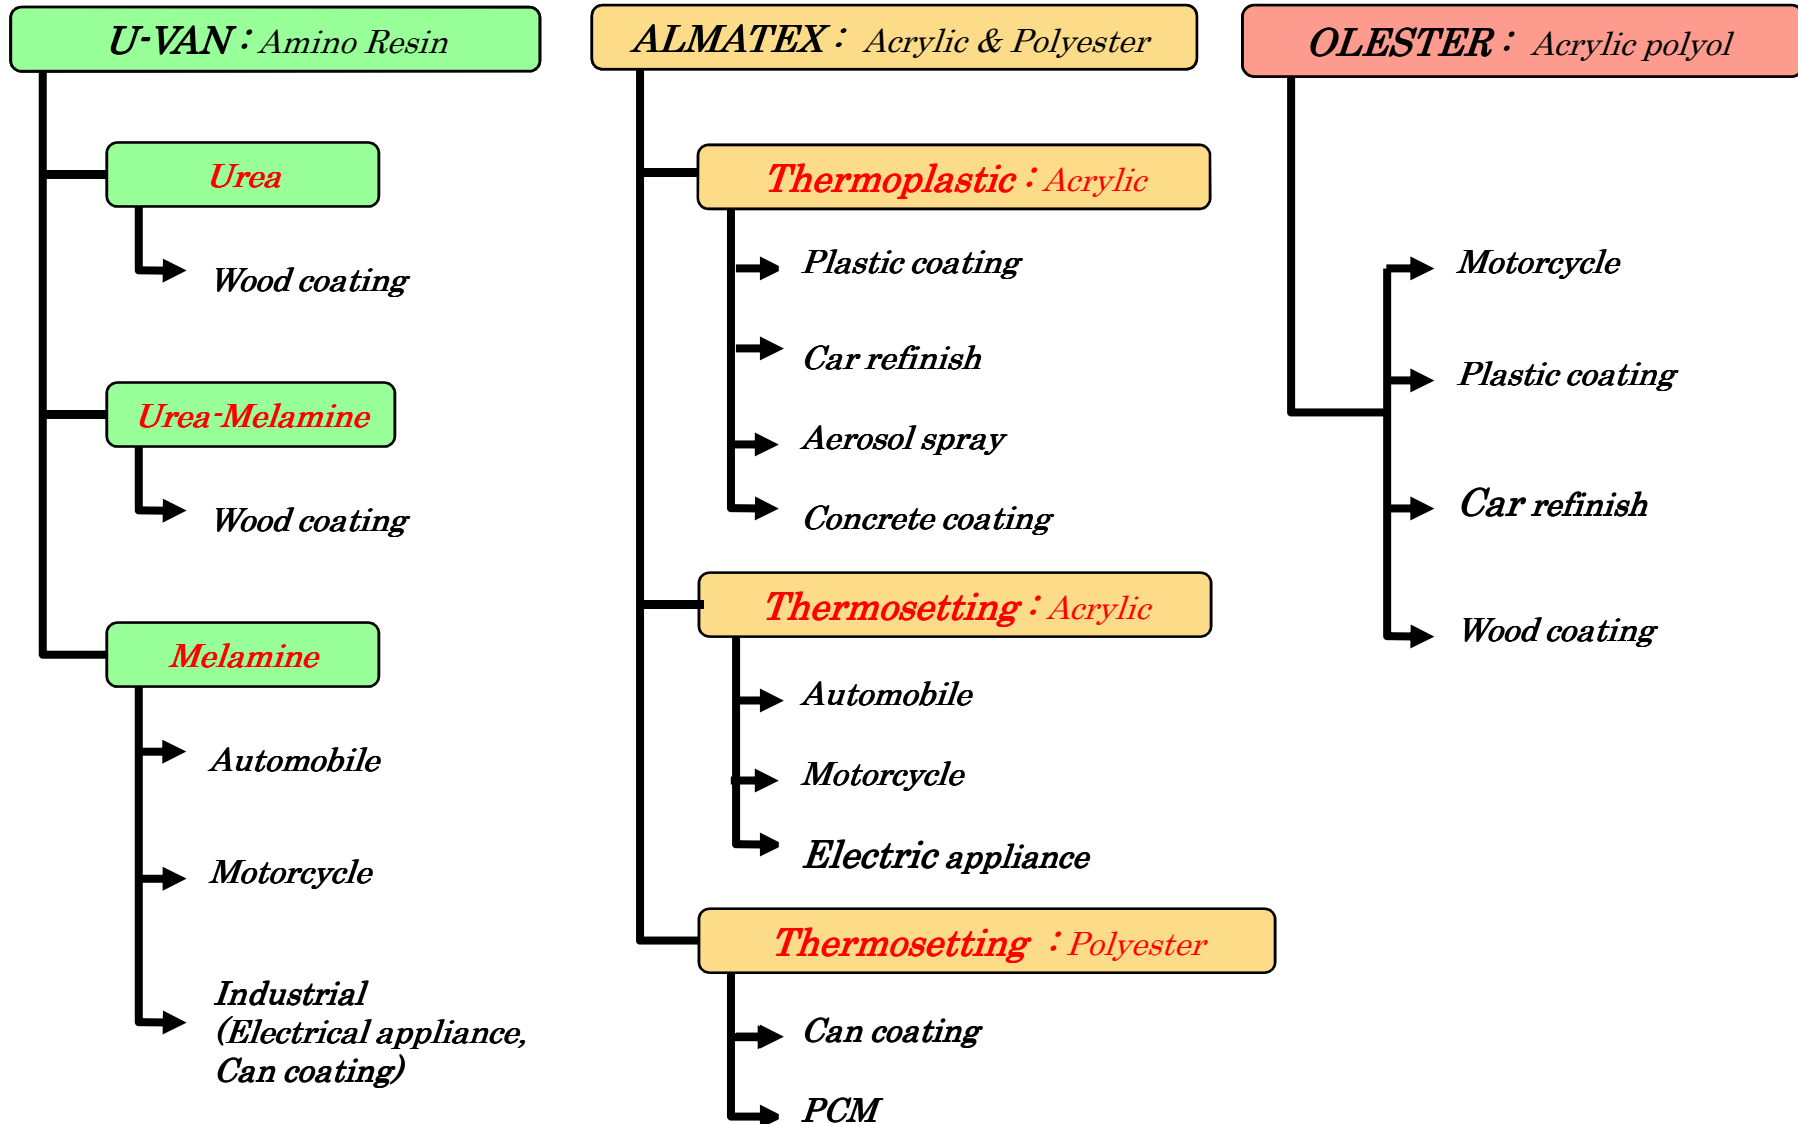 U-VAN : Amino Resin
Urea
Wood coating
Urea-Melamine
Wood coating
Melamine
Automobile
Motorcycle
Industrial
(Electrical appliance,
Can coating)
ALMATEX : Acrylic & Polyester
Thermoplastic : Acrylic
Plastic coating
Car refinish
Aerosol spray
Concrete coating
Thermosetting : Acrylic
Automobile
Motorcycle
Electric appliance
Thermosetting : Polyester
Can coating
PCM
OLESTER : Acrylic polyol
Motorcycle
Plastic coating
Car refinish
Wood coating